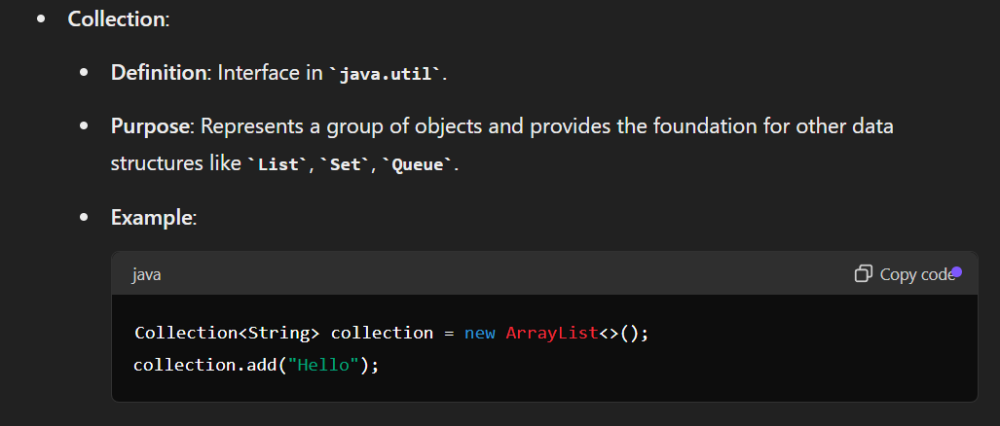 Collection:
Definition: Interface in `java.util`.
Purpose: Represents a group of objects and provides the foundation for other data
structures like `List`, `Set`, `Queue`.
Example:
java
Copy code
Collection<String> collection = new ArrayList<>();
collection.add("Hello");